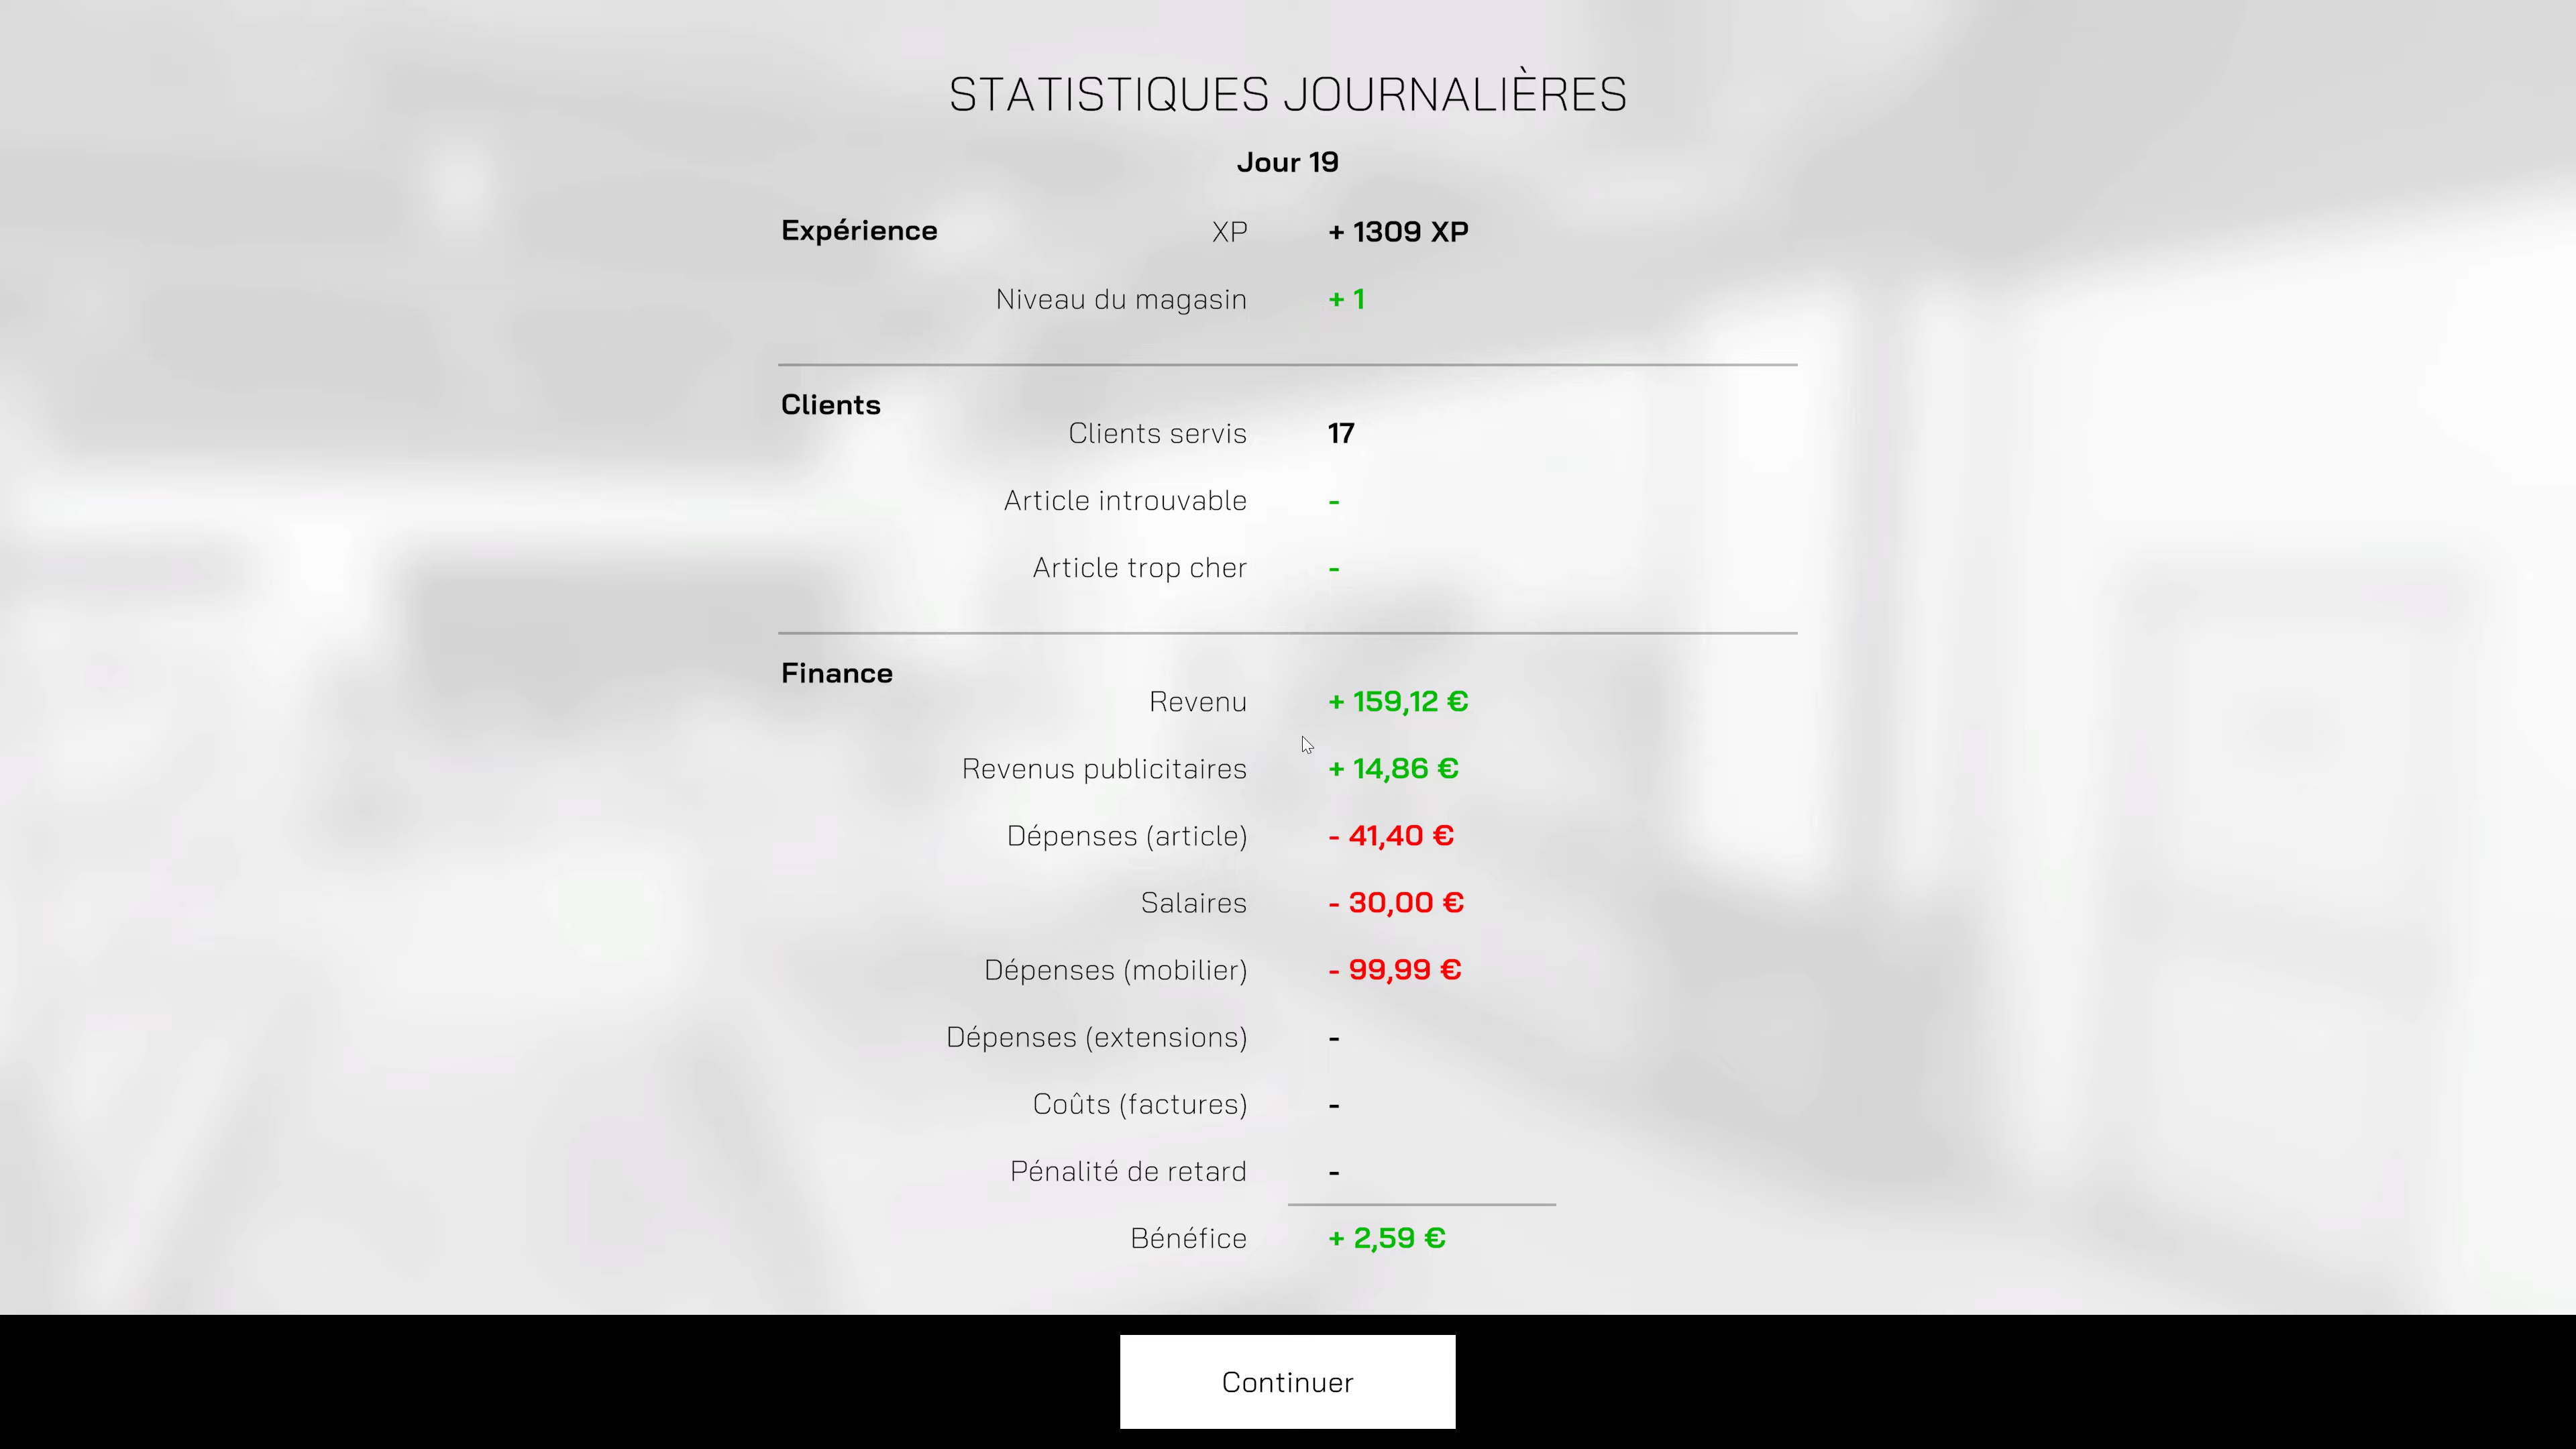 STATISTIQUES JOURNALIÈRES
Jour 19
Expérience XP + 1309 XP
Niveau du magasin + 1
Clients
Clients servis 17
Article introuvable -
Article trop cher -
Finance
Revenu + 159,12 €
Revenus publicitaires + 14,86 €
Dépenses (article) - 41,40 €
Salaires - 30,00 €
Dépenses (mobilier) - 99,99 €
Dépenses (extensions) -
Coûts (factures) -
Pénalité de retard -
Bénéfice + 2,59 €
Continuer